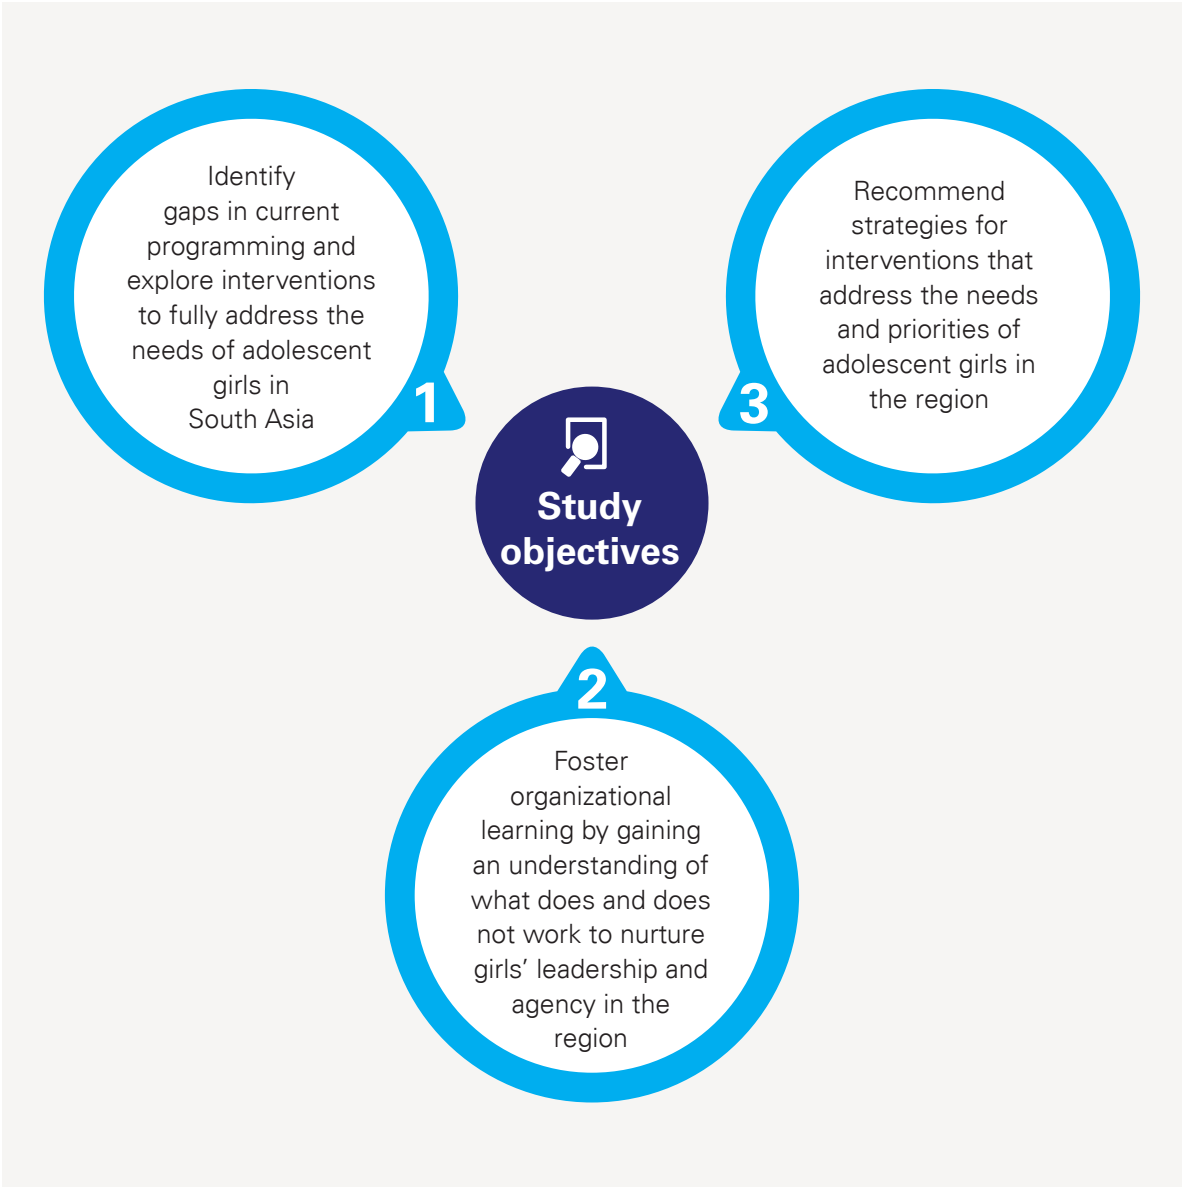 Identify
gaps in current
programming and
explore interventions
to fully address the
needs of adolescent
girls in
South Asia
1
Study
objectives
2
Foster
organizational
learning by gaining
an understanding of
what does and does
not work to nurture
girls’ leadership and
agency in the
region
3
Recommend
strategies for
interventions that
address the needs
and priorities of
adolescent girls in
the region